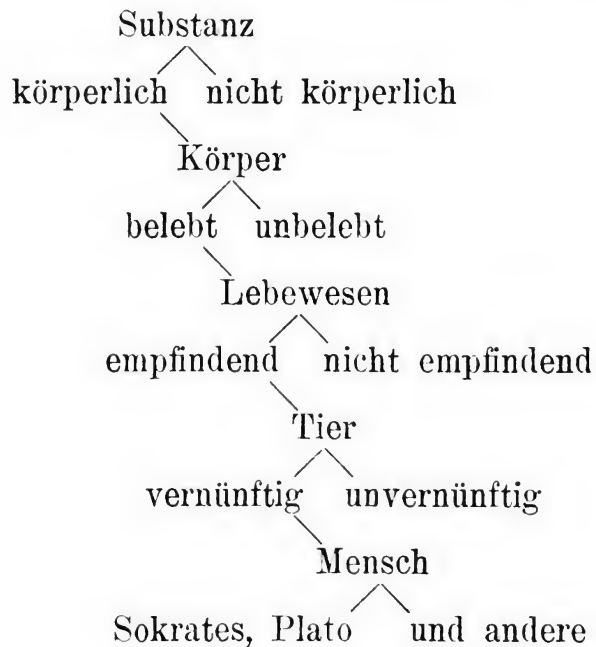 Substanz
körperlich nicht körperlich
Körper
belebt unbelebt
Lebewesen
empfindend nicht empfindend
Tier
vernünftig unvernünftig
Mensch
Sokrates, Plato und andere